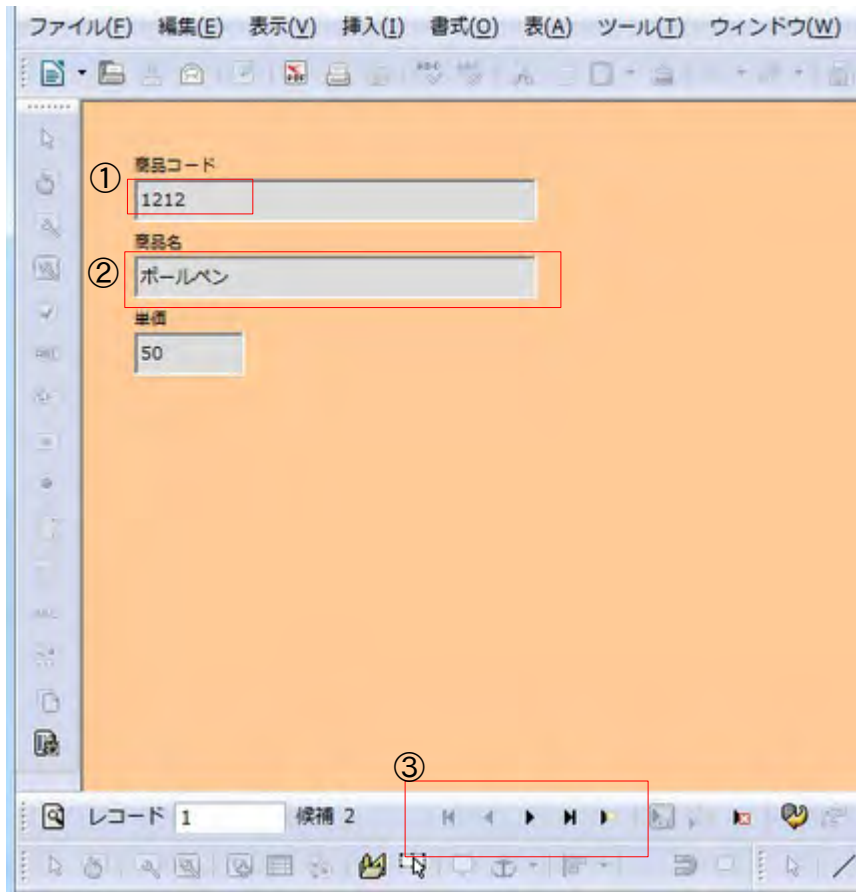 ファイル(F) 編集(E) 表示(V) 挿入(I) 書式(O) 表(A) ツール(T) ウィンドウ(W)
商品コード
①
1212
商品名
②
ボールペン
単価
50
③
レコード 1 候補 2